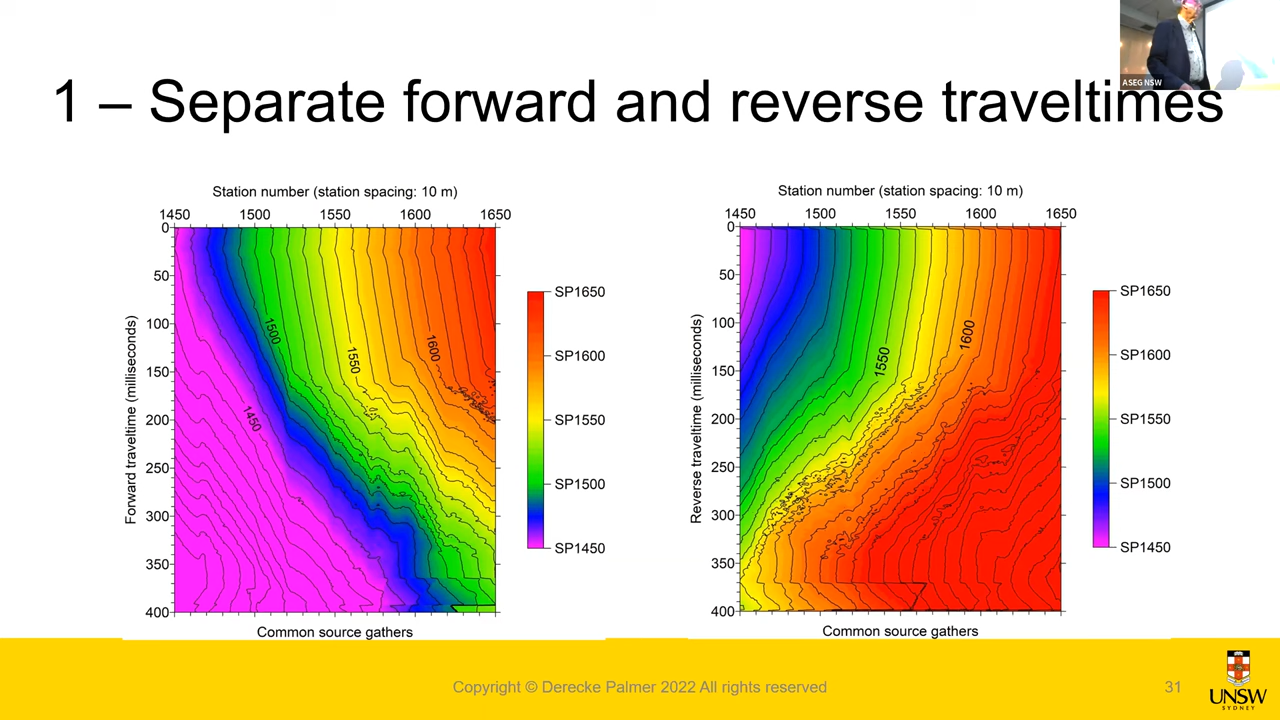 ASEG NSW
1 – Separate forward and reverse traveltimes
Station number (station spacing: 10 m)
1450 1500 1550 1600 1650
0
50
100
150
200
250
300
350
400
Forward traveltime (milliseconds)
1500
1550
1600
1450
SP1650
SP1600
SP1550
SP1500
SP1450
Common source gathers
Station number (station spacing: 10 m)
1450 1500 1550 1600 1650
0
50
100
150
200
250
300
350
400
Reverse traveltime (milliseconds)
1550
1600
SP1650
SP1600
SP1550
SP1500
SP1450
Common source gathers
Copyright © Derecke Palmer 2022 All rights reserved
31
UNSW
SYDNEY